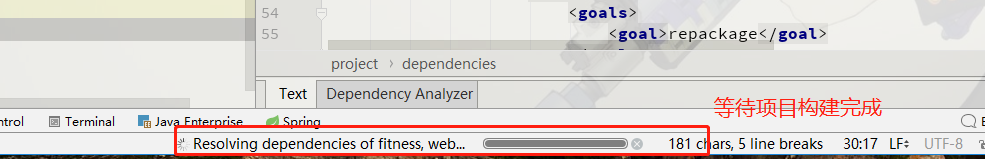 54
<goals>
55
<goal>repackage</goal>
project › dependencies
Text
Dependency Analyzer
等待项目构建完成
ntrol
Terminal
Java Enterprise
Spring
Resolving dependencies of fitness, web...
181 chars, 5 line breaks
30:17
LF
UTF-8